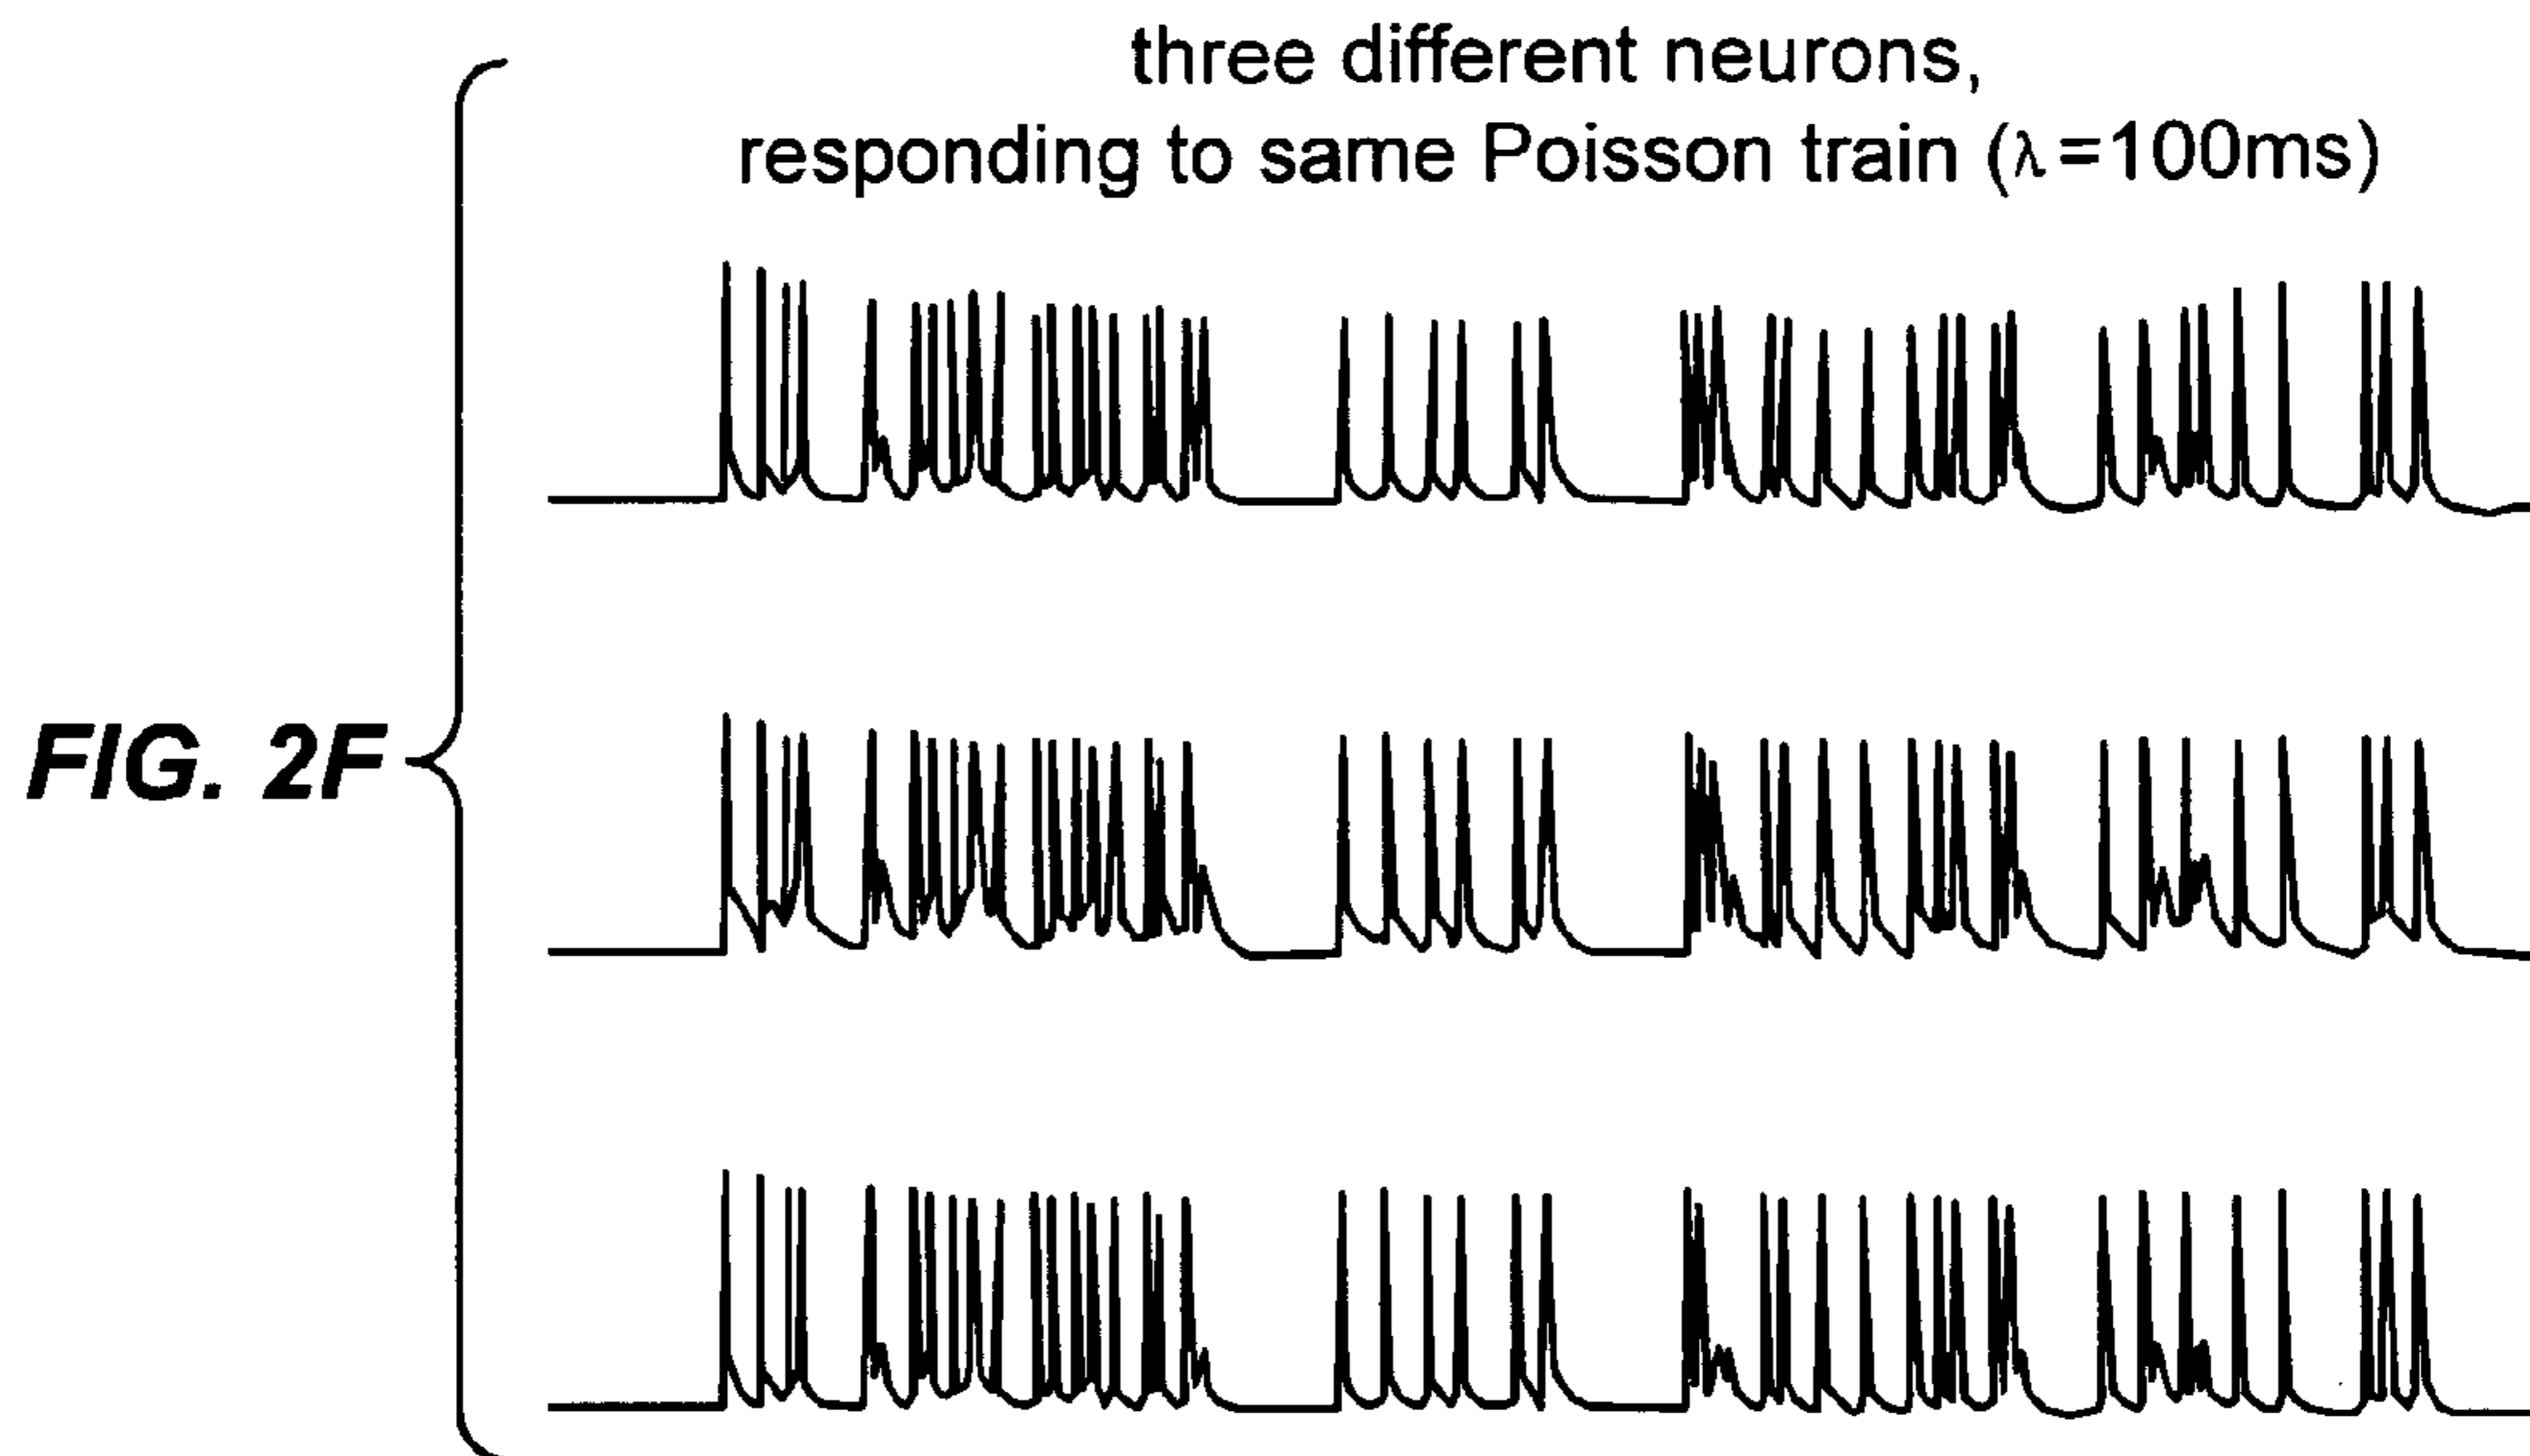 three different neurons,
responding to same Poisson train (λ=100ms)
FIG. 2F